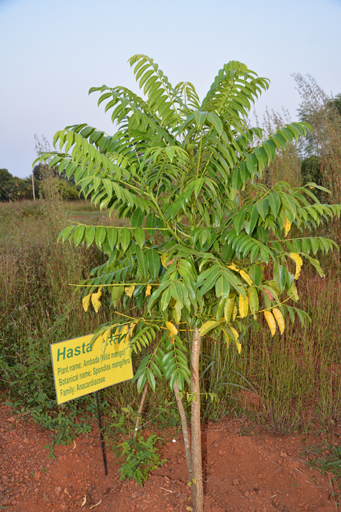 Hasta
Plant name: Ambada (Wild mango)
Botanical name: Spondias mangifera
Family: Anacardiaceae